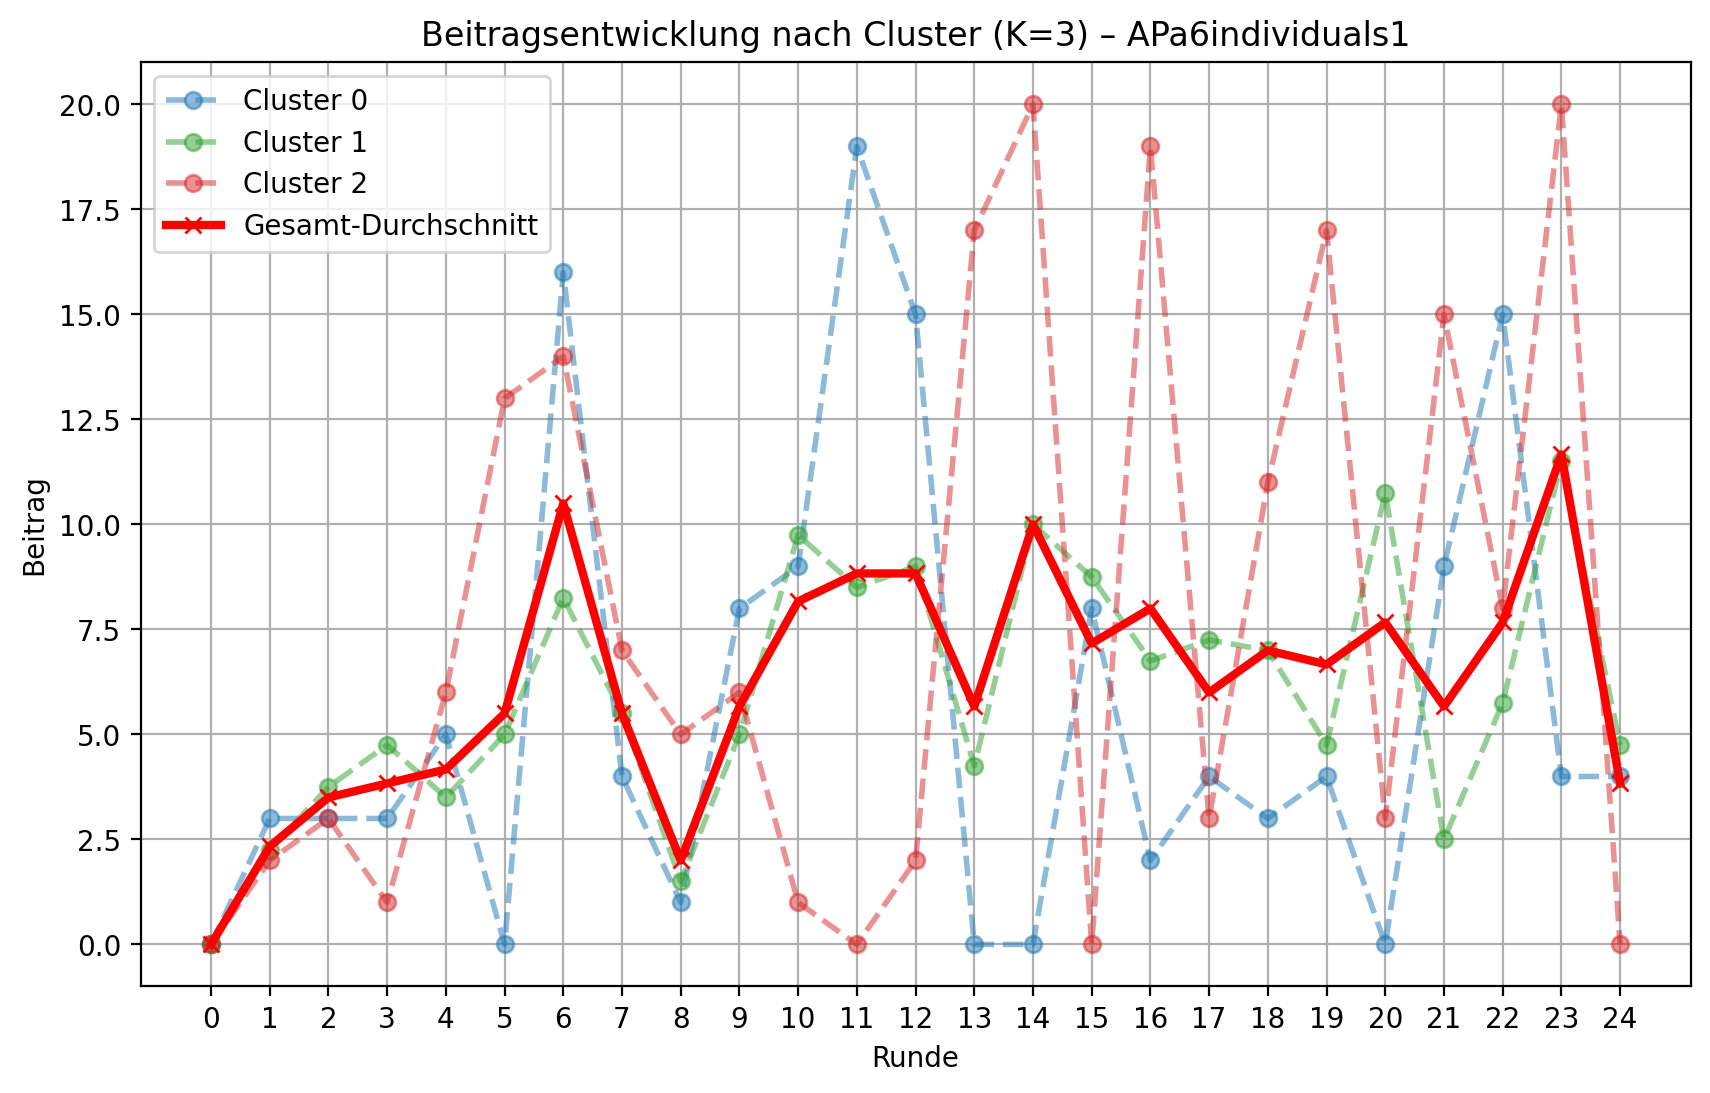 Beitragsentwicklung nach Cluster (K=3) – APa6individuals1
Cluster 0
Cluster 1
Cluster 2
Gesamt-Durchschnitt
20.0
17.5
15.0
12.5
10.0
7.5
5.0
2.5
0.0
Beitrag
0 1 2 3 4 5 6 7 8 9 10 11 12 13 14 15 16 17 18 19 20 21 22 23 24
Runde